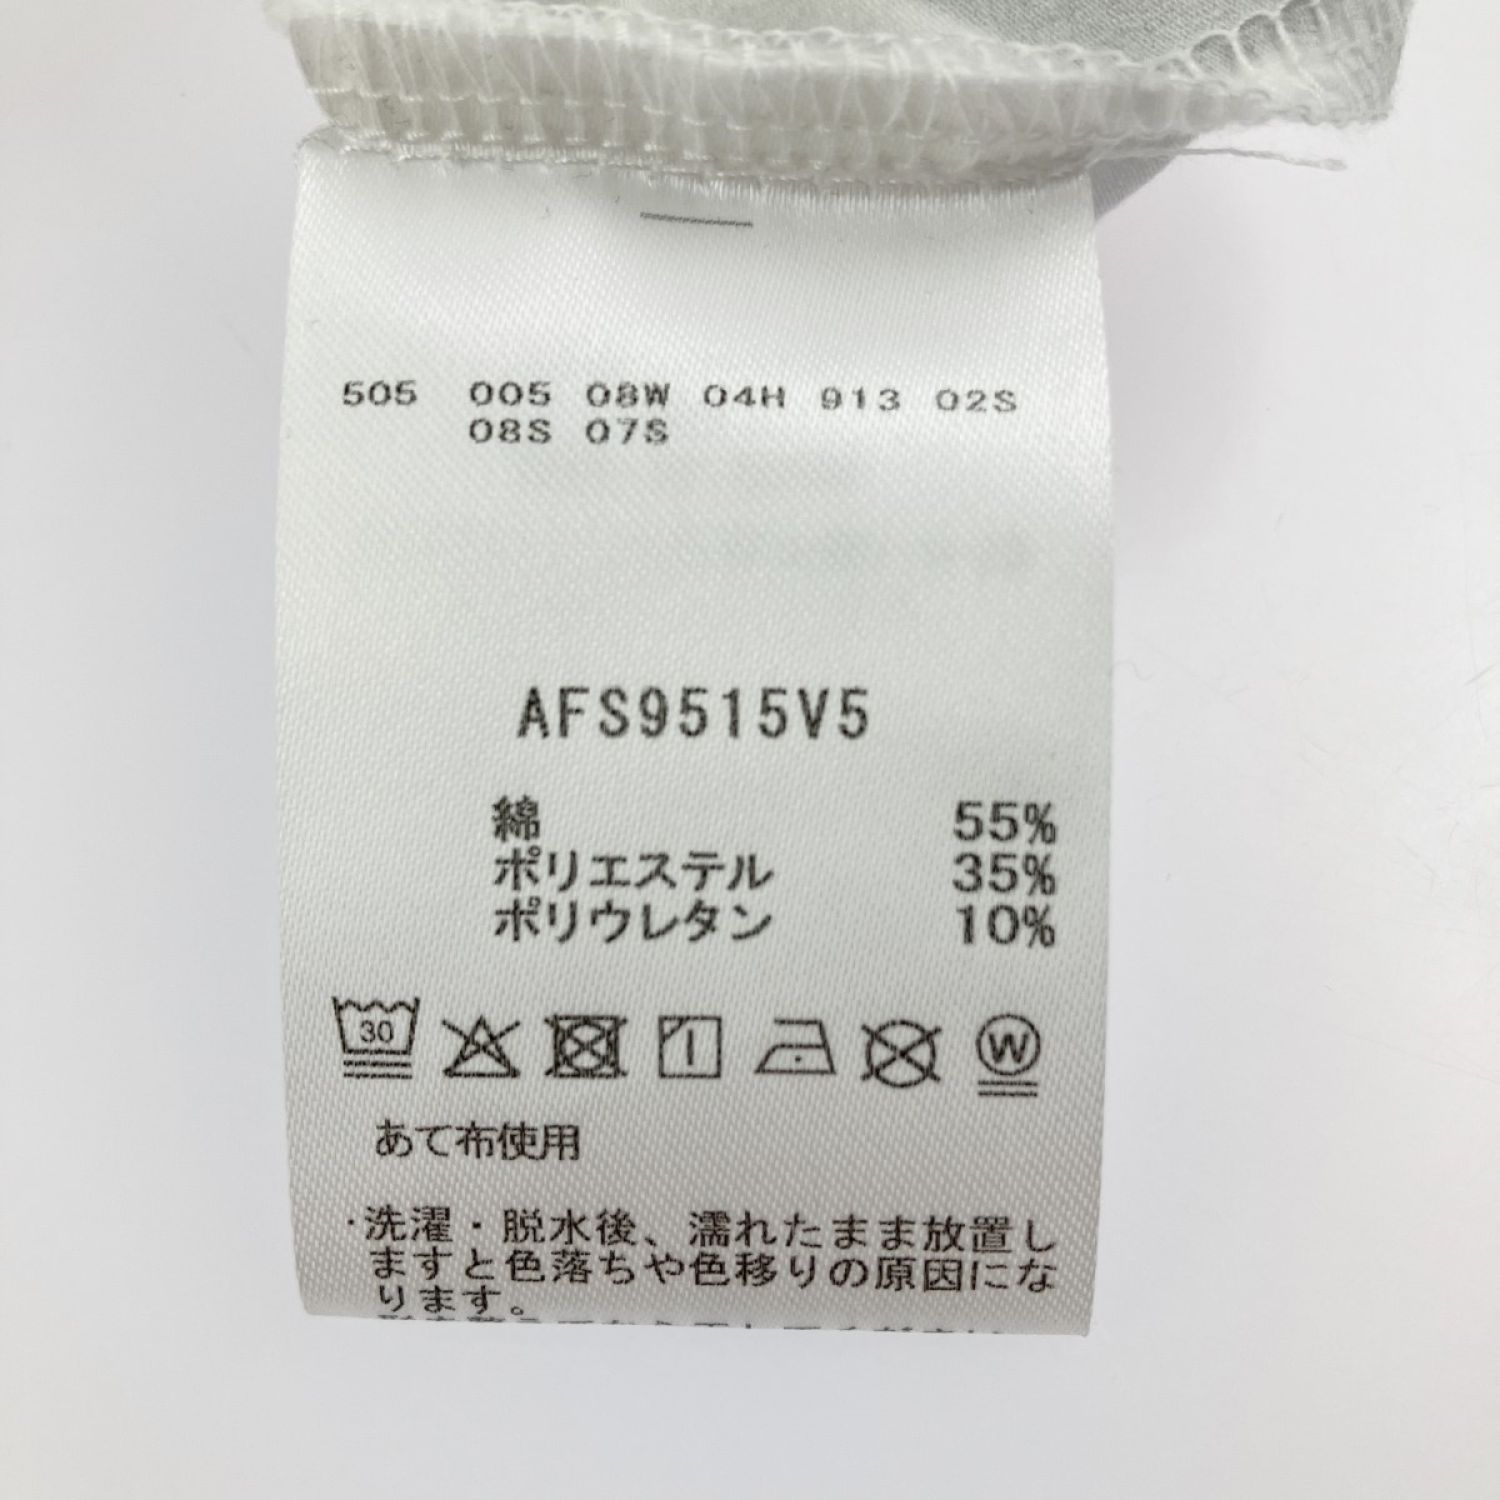 505 005 08W 04H 913 02S
08S 07S
AFS9515V5
綿 55%
ポリエステル 35%
ポリウレタン 10%
30
W
あて布使用
・洗濯・脱水後、濡れたまま放置し
ますと色落ちや色移りの原因にな
ります。